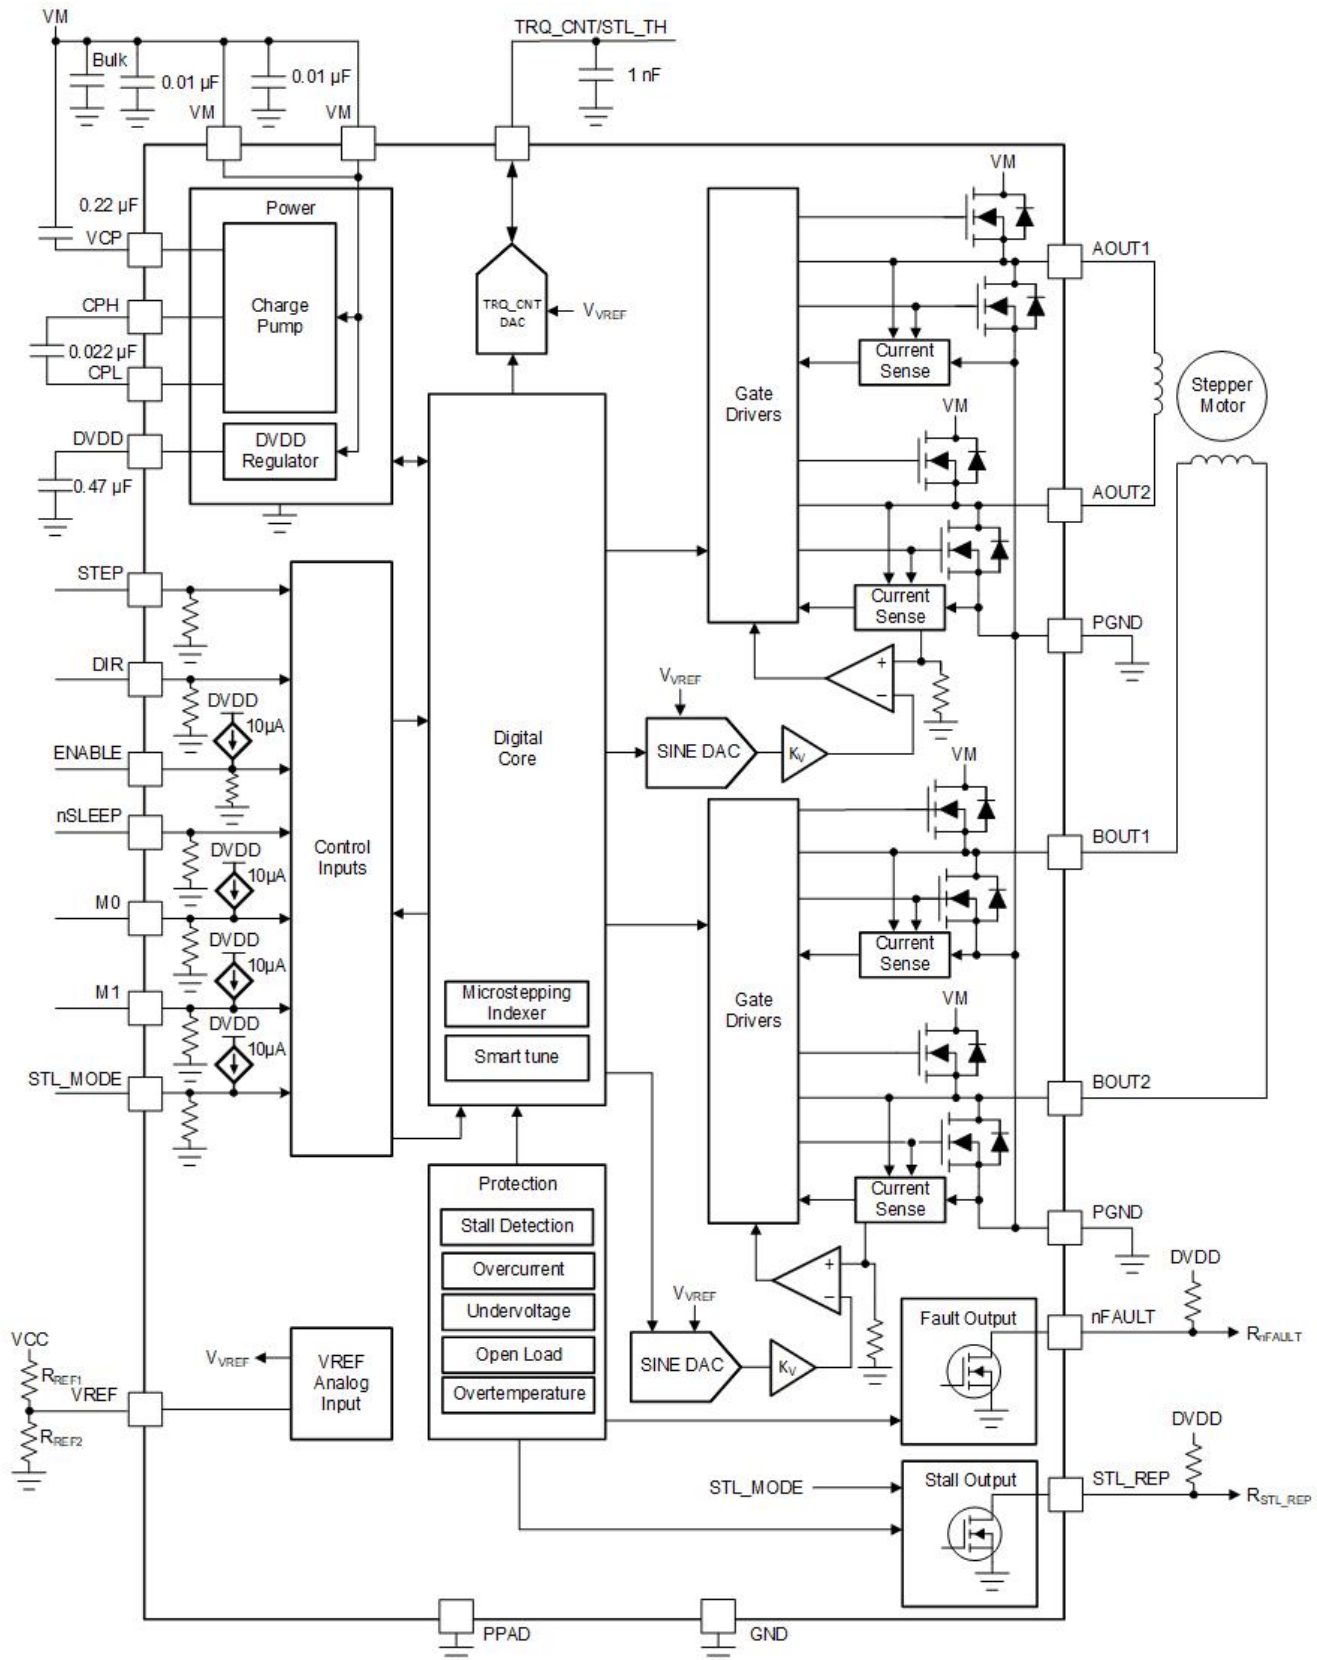 VM
TRQ_CNT/STL_TH
Bulk
0.01 µF
0.01 µF
1 nF
VM
VM
0.22 µF
VCP
CPH
0.022 µF
CPL
DVDD
0.47 µF
Power
Charge
Pump
DVDD
Regulator
TRQ_CNT
DAC
VVREF
Gate
Drivers
VM
AOUT1
Current
Sense
Stepper
Motor
VM
AOUT2
Current
Sense
PGND
STEP
DIR
DVDD
10µA
ENABLE
nSLEEP
DVDD
10µA
M0
DVDD
10µA
M1
DVDD
10µA
STL_MODE
Control
Inputs
Digital
Core
Microstepping
Indexer
Smart tune
VVREF
SINE DAC
KV
+
−
VM
BOUT1
Current
Sense
Gate
Drivers
VM
BOUT2
Current
Sense
PGND
Protection
Stall Detection
Overcurrent
Undervoltage
Open Load
Overtemperature
VVREF
SINE DAC
KV
+
−
DVDD
Fault Output
nFAULT
RnFAULT
VCC
RREF1
VREF
RREF2
VVREF
VREF
Analog
Input
DVDD
STL_MODE
Stall Output
STL_REP
RSTL_REP
PPAD
GND